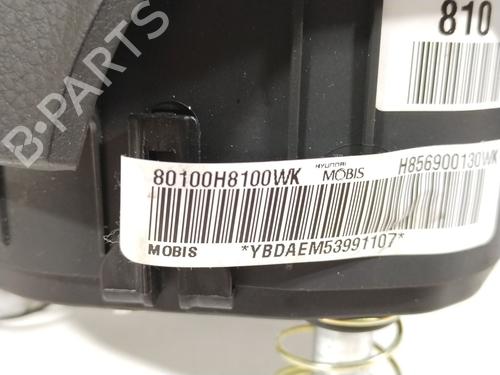 810
80100H8100WK HYUNDAI MOBIS H856900130WK
MOBIS *YBDAEM53991107*
B-PARTS